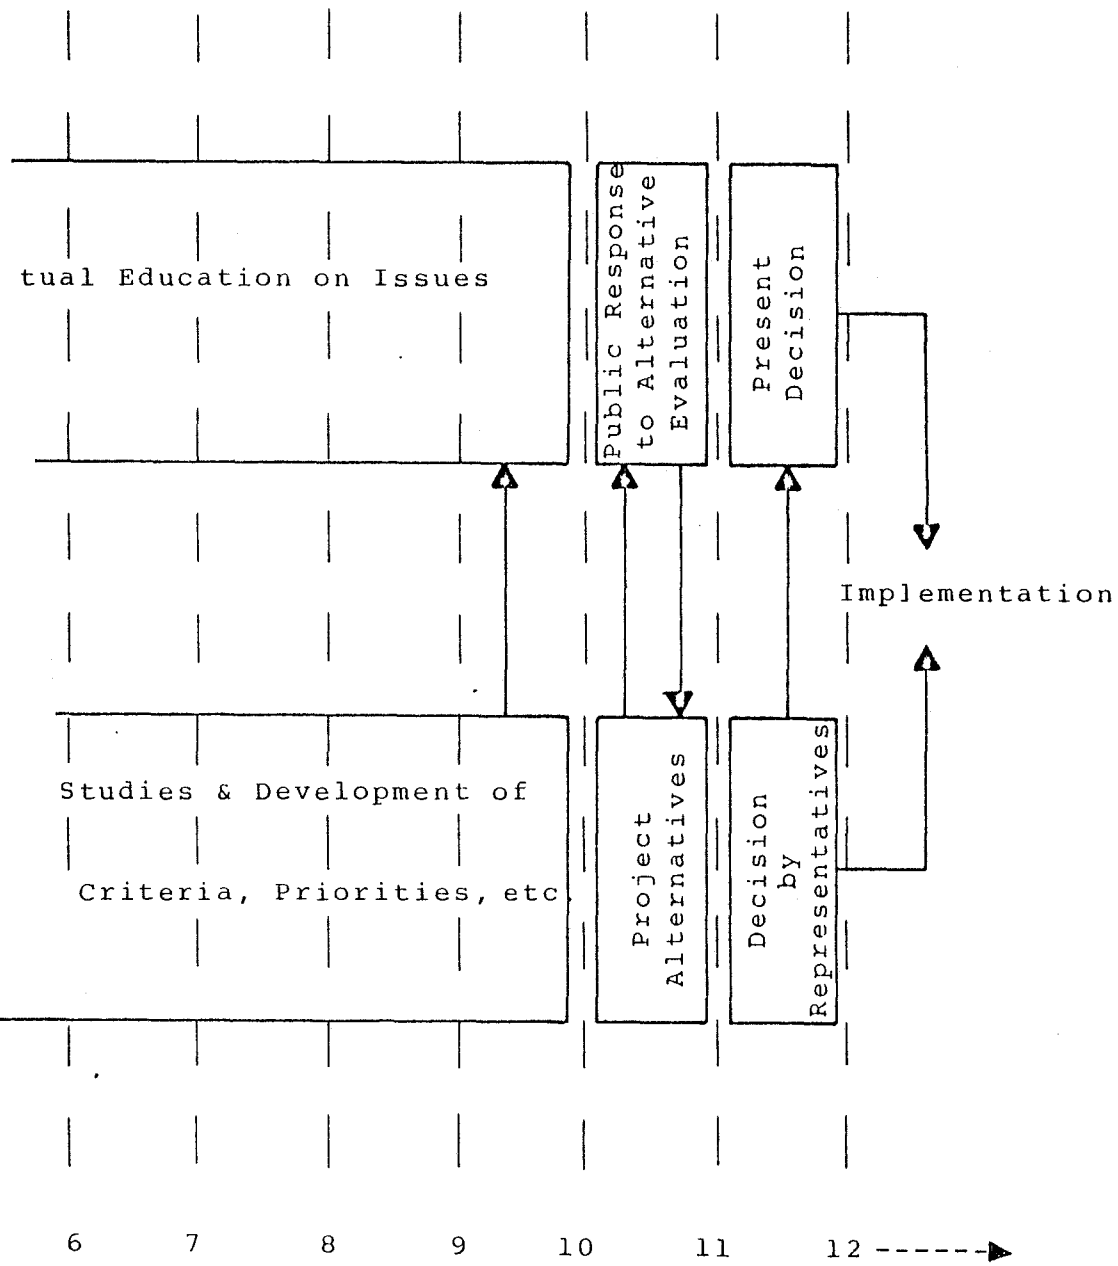 tual Education on Issues
Public Response
to Alternative
Evaluation
Present
Decision
Implementation
Studies & Development of
Criteria, Priorities, etc.
Project
Alternatives
Decision
by
Representatives
6 7 8 9 10 11 12